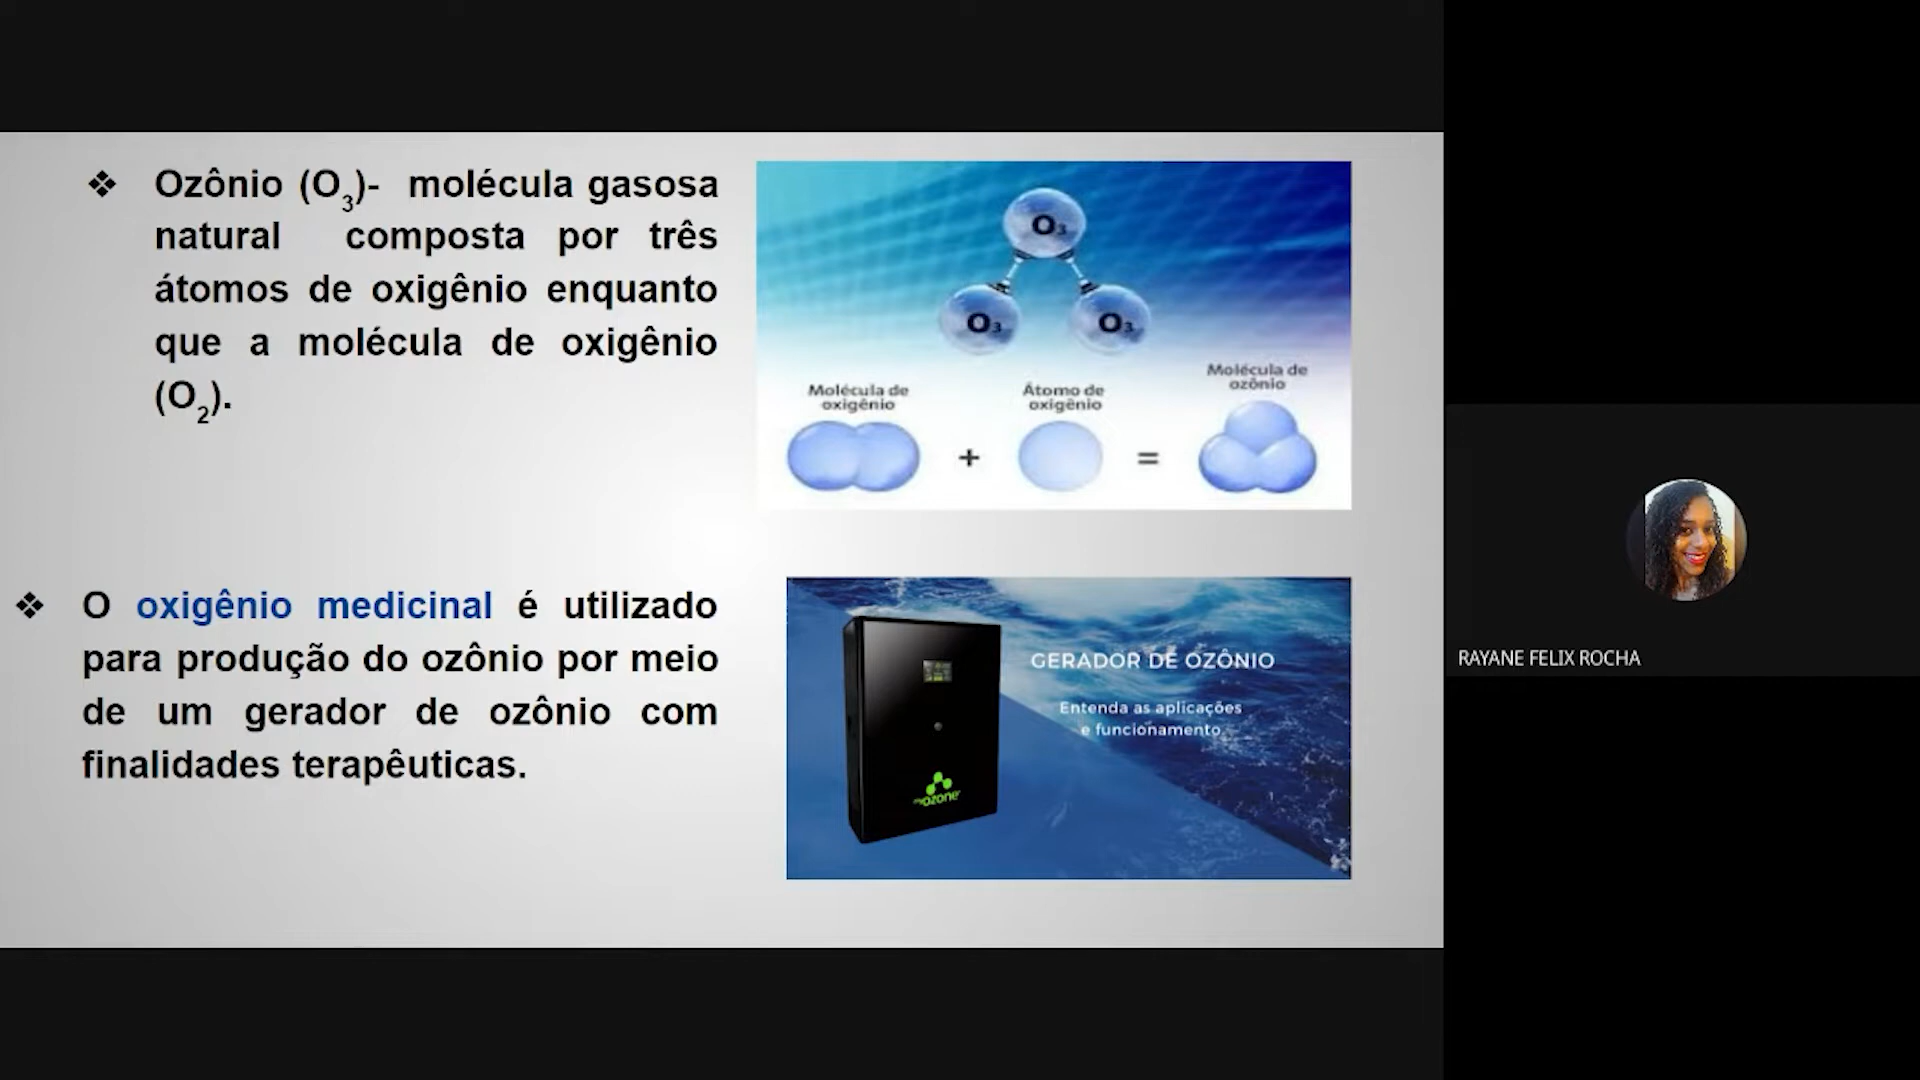 ❖ Ozônio (O₃)- molécula gasosa
natural composta por três
átomos de oxigênio enquanto
que a molécula de oxigênio
(O₂).
O₃
O₃ O₃
Molécula de
oxigênio
Átomo de
oxigênio
Molécula de
ozônio
+ =
❖ O oxigênio medicinal é utilizado
para produção do ozônio por meio
de um gerador de ozônio com
finalidades terapêuticas.
GERADOR DE OZÔNIO
Entenda as aplicações
e funcionamento
ozone
RAYANE FELIX ROCHA